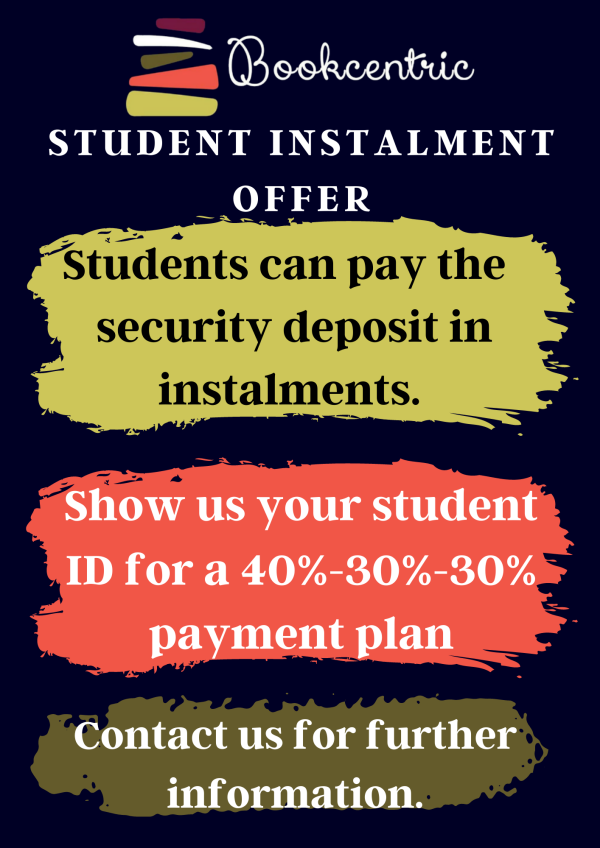 Bookcentric
STUDENT INSTALMENT
OFFER
Students can pay the
security deposit in
instalments.
Show us your student
ID for a 40%-30%-30%
payment plan
Contact us for further
information.